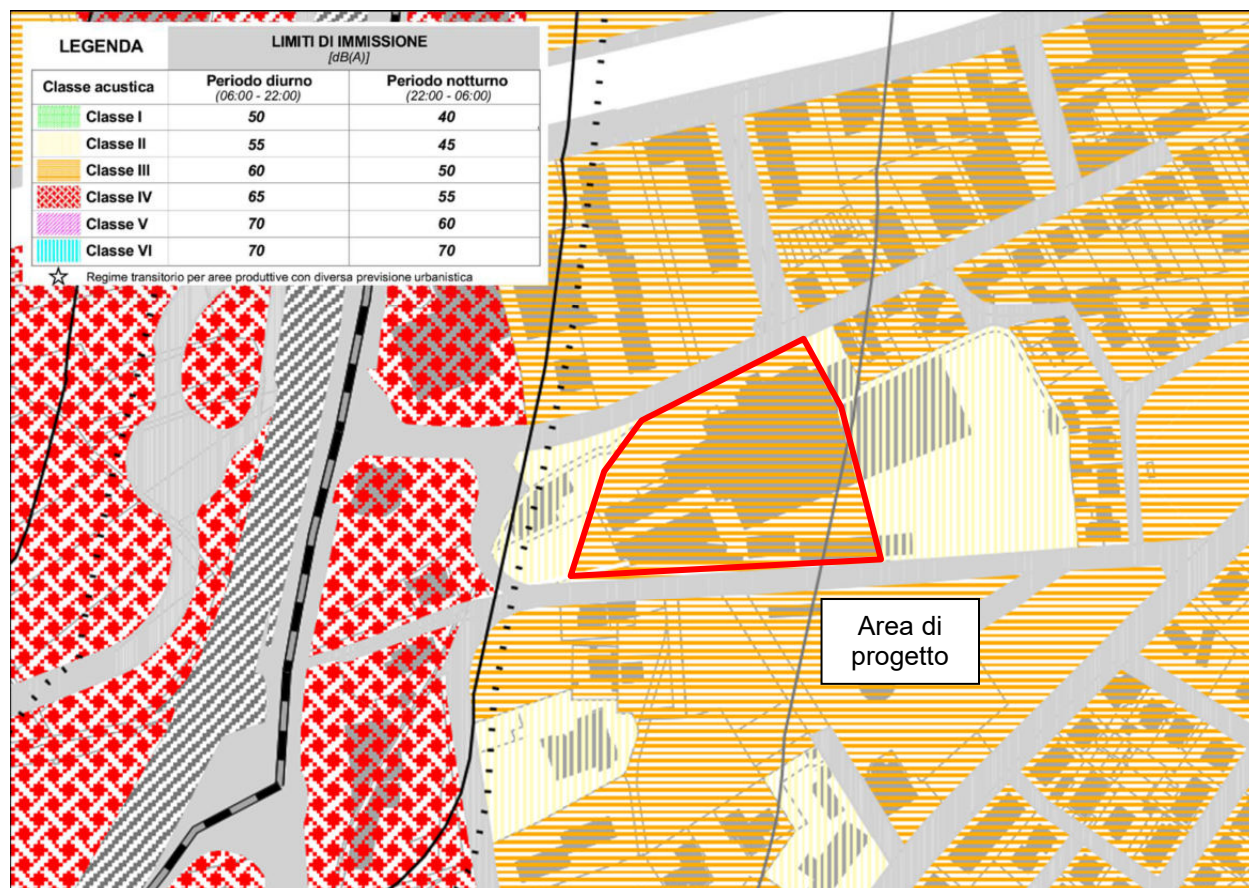 LEGENDA
LIMITI DI IMMISSIONE
[dB(A)]
Classe acustica
Periodo diurno
(06:00 - 22:00)
Periodo notturno
(22:00 - 06:00)
Classe I 50 40
Classe II 55 45
Classe III 60 50
Classe IV 65 55
Classe V 70 60
Classe VI 70 70
Regime transitorio per aree produttive con diversa previsione urbanistica
Area di
progetto